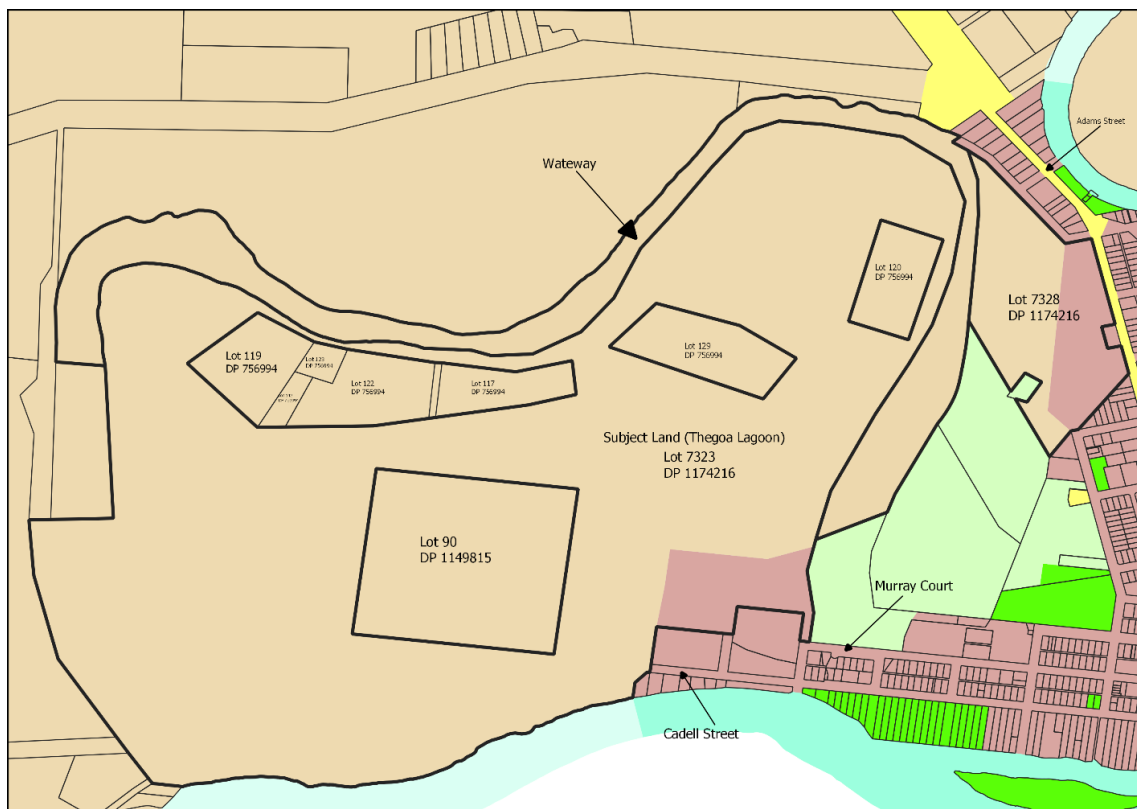 Adams Street
Wateway
Lot 120
DP 756994
Lot 7328
DP 1174216
Lot 119
DP 756994
Lot 129
DP 756994
Lot 122
DP 756994
Lot 117
DP 756994
Subject Land (Thegoa Lagoon)
Lot 7323
DP 1174216
Lot 90
DP 1149815
Murray Court
Cadell Street